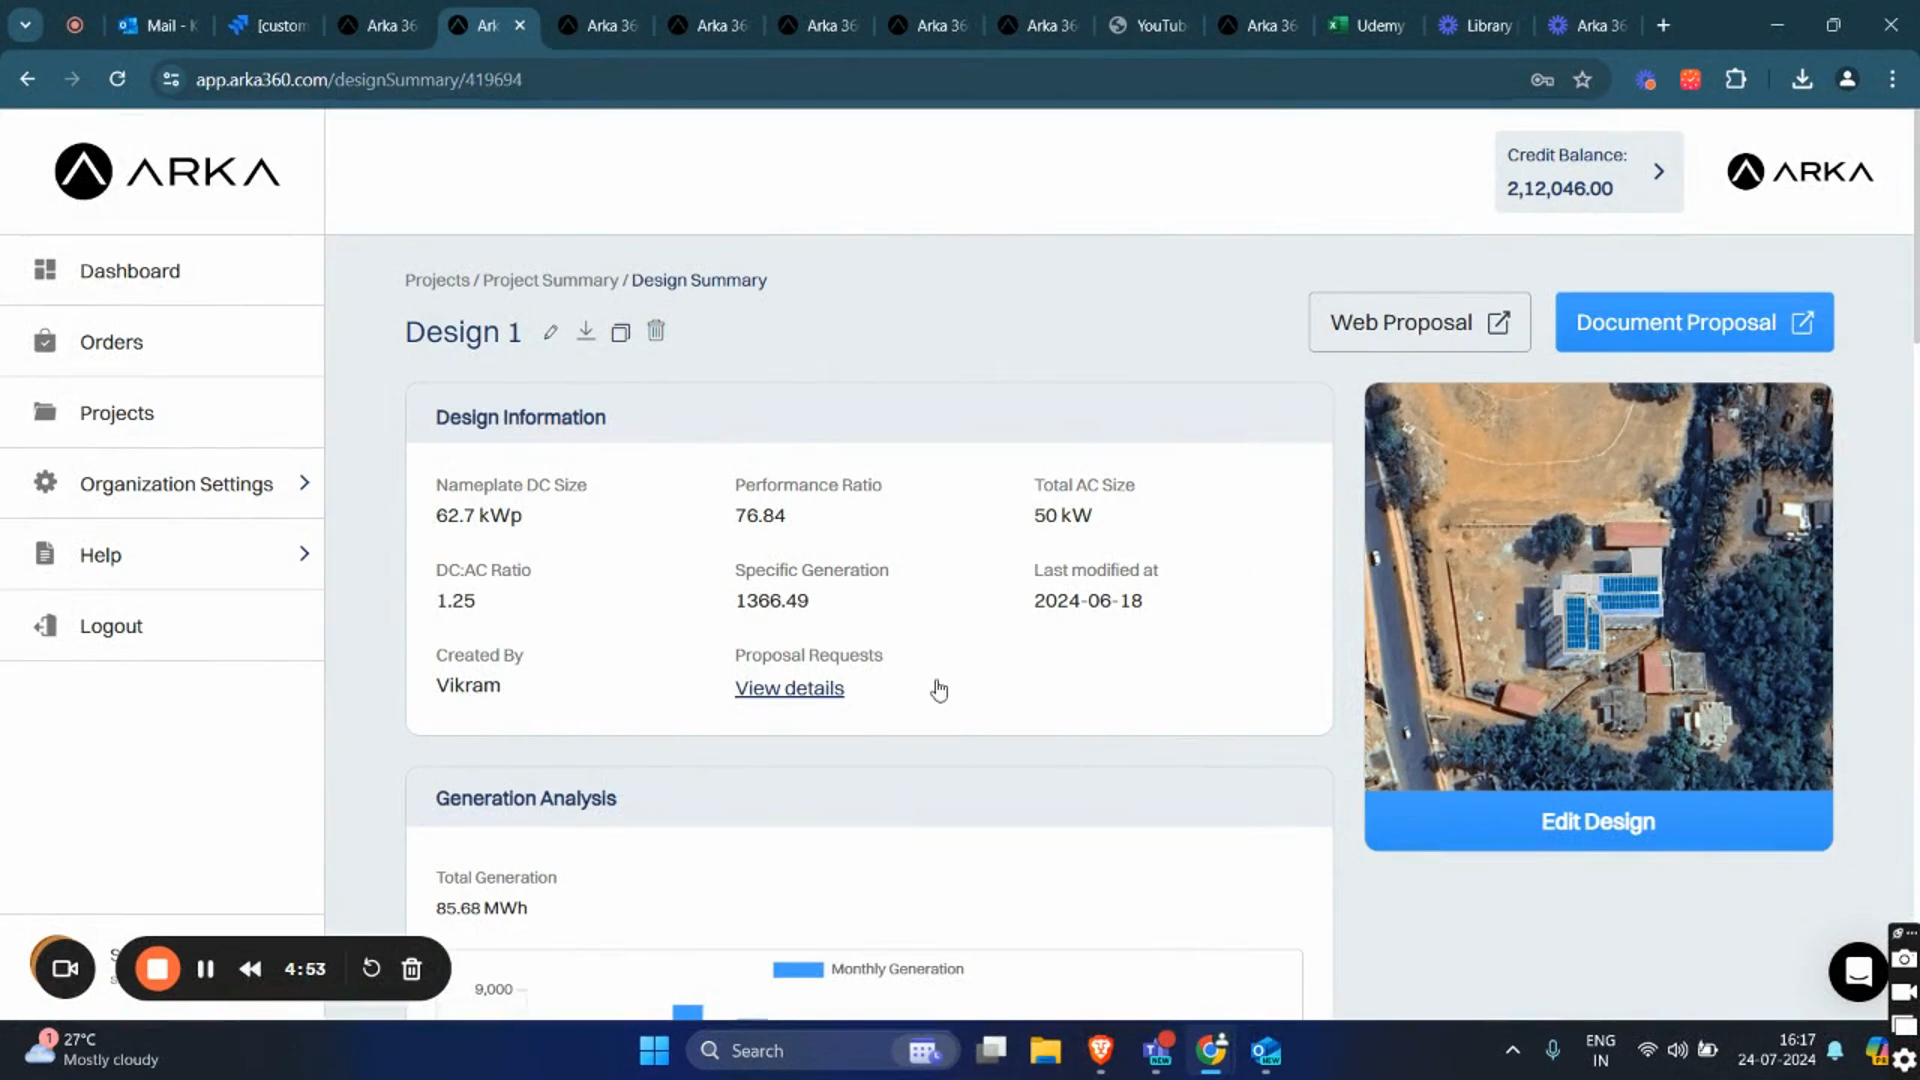 Mail - K
[custom
Arka 36
Ark
Arka 36
Arka 36
Arka 36
Arka 36
Arka 36
YouTub
Arka 36
Udemy
Library
Arka 36
app.arka360.com/designSummary/419694
ARKA
Credit Balance:
2,12,046.00
ARKA
Dashboard
Orders
Projects
Organization Settings
Help
Logout
Projects / Project Summary / Design Summary
Design 1
Web Proposal
Document Proposal
Design Information
Nameplate DC Size
62.7 kWp
Performance Ratio
76.84
Total AC Size
50 kW
DC:AC Ratio
1.25
Specific Generation
1366.49
Last modified at
2024-06-18
Created By
Vikram
Proposal Requests
View details
Edit Design
Generation Analysis
Total Generation
85.68 MWh
Monthly Generation
9,000
4:53
1
27°C
Mostly cloudy
Search
NEW
NEW
ENG
IN
16:17
24-07-2024